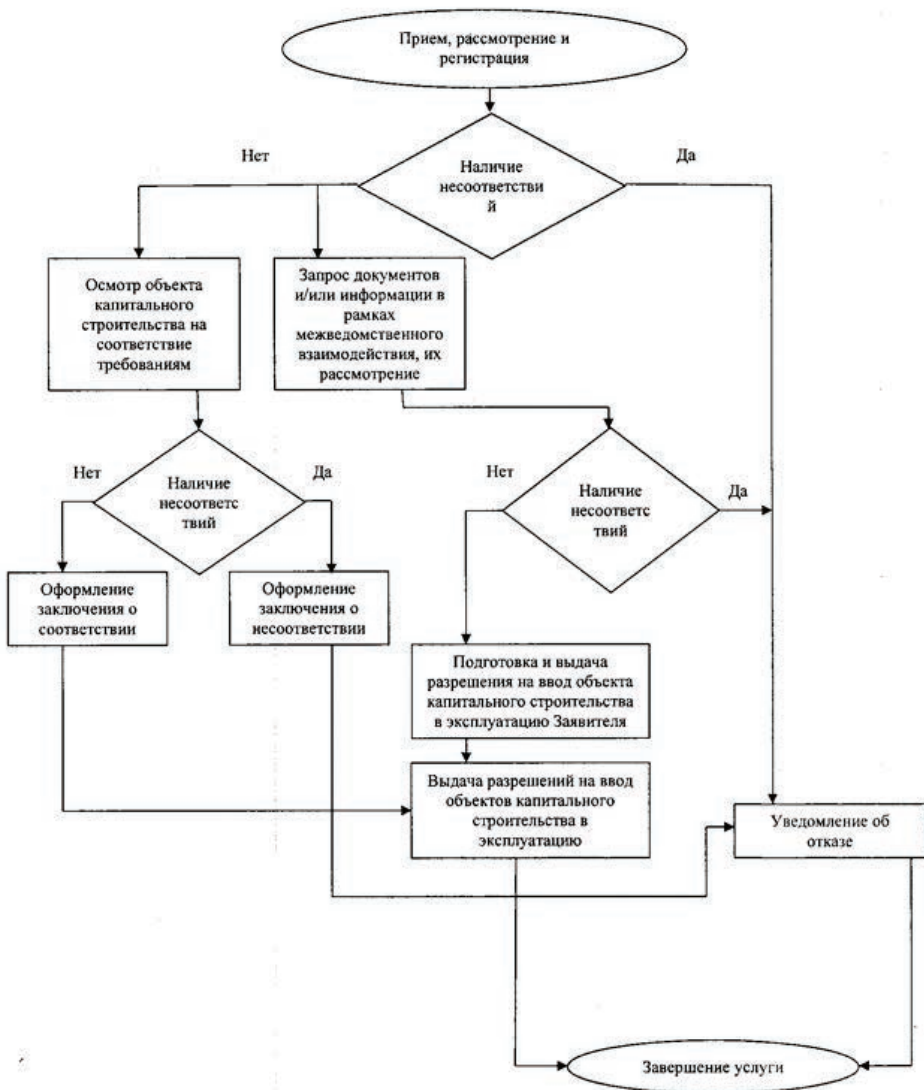 Прием, рассмотрение и
регистрация
Нет
Да
Наличие
несоответстви
й
Осмотр объекта
капитального
строительства на
соответствие
требованиям
Запрос документов
и/или информации в
рамках
межведомственного
взаимодействия, их
рассмотрение
Нет
Да
Наличие
несоответс
твий
Нет
Да
Наличие
несоответс
твий
Оформление
заключения о
соответствии
Оформление
заключения о
несоответствии
Подготовка и выдача
разрешения на ввод объекта
капитального строительства
в эксплуатацию Заявителя
Выдача разрешений на ввод
объектов капитального
строительства в
эксплуатацию
Уведомление об
отказе
Завершение услуги